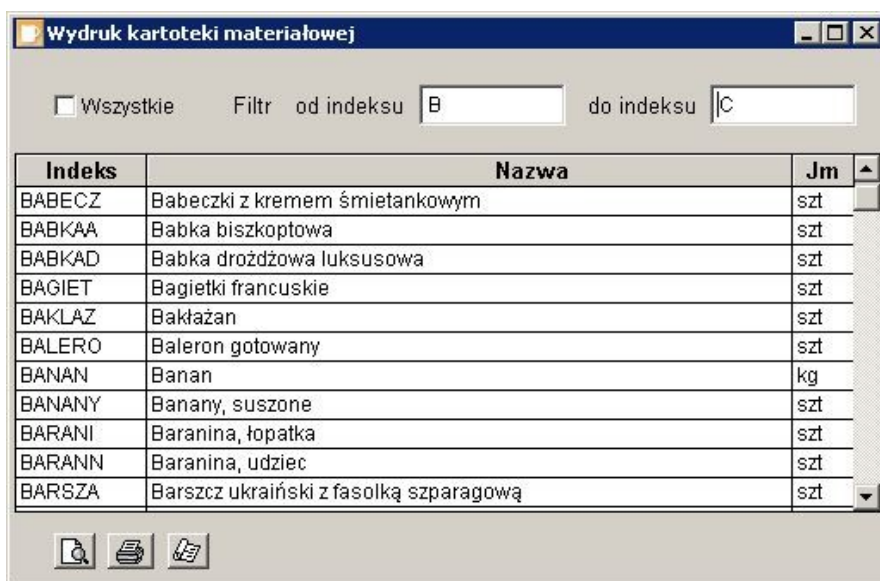 Wydruk kartoteki materiałowej
Wszystkie Filtr od indeksu B do indeksu C
Indeks Nazwa Jm
BABECZ Babeczki z kremem śmietankowym szt
BABKAA Babka biszkoptowa szt
BABKAD Babka drożdżowa luksusowa szt
BAGIET Bagietki francuskie szt
BAKLAZ Bakłażan szt
BALERO Baleron gotowany szt
BANAN Banan kg
BANANY Banany, suszone szt
BARANI Baranina, łopatka szt
BARANN Baranina, udziec szt
BARSZA Barszcz ukraiński z fasolką szparagową szt